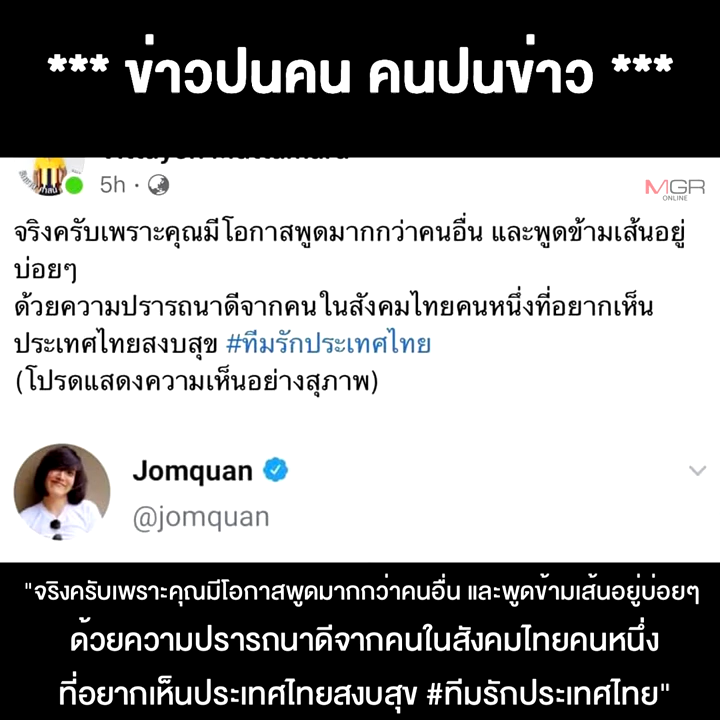 *** ข่าวปนคน คนปนข่าว ***
5h ·
MGR
ONLINE
จริงครับเพราะคุณมีโอกาสพูดมากกว่าคนอื่น และพูดข้ามเส้นอยู่
บ่อยๆ
ด้วยความปรารถนาดีจากคนในสังคมไทยคนหนึ่งที่อยากเห็น
ประเทศไทยสงบสุข #ทีมรักประเทศไทย
(โปรดแสดงความเห็นอย่างสุภาพ)
Jomquan
@jomquan
"จริงครับเพราะคุณมีโอกาสพูดมากกว่าคนอื่น และพูดข้ามเส้นอยู่บ่อยๆ
ด้วยความปรารถนาดีจากคนในสังคมไทยคนหนึ่ง
ที่อยากเห็นประเทศไทยสงบสุข #ทีมรักประเทศไทย"